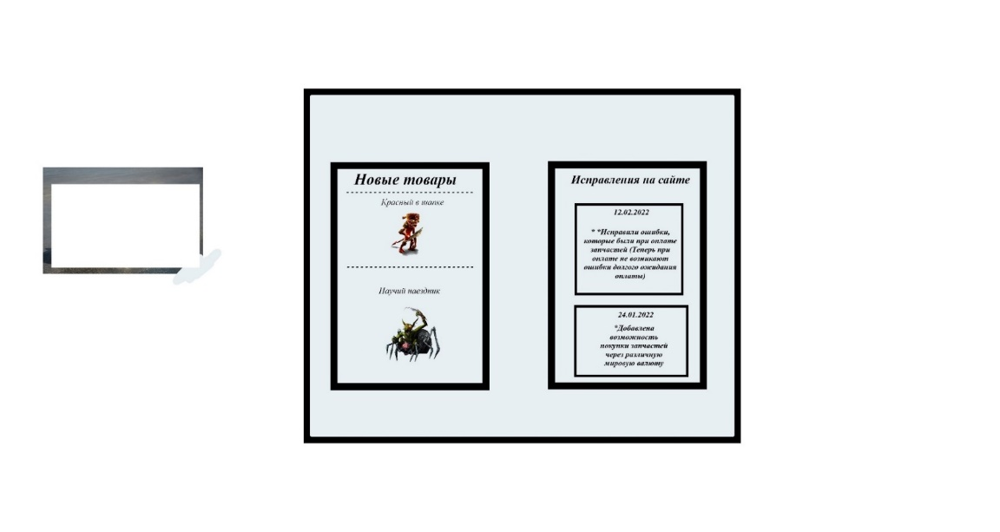 Новые товары
Красный в шапке
Паучий наездник
Исправления на сайте
12.02.2022
* *Исправили ошибки,
которые были при оплате
запчастей (Теперь при
оплате не возникают
ошибки долгого ожидания
оплаты)
24.01.2022
*Добавлена
возможность
покупки запчастей
через различную
мировую валюту